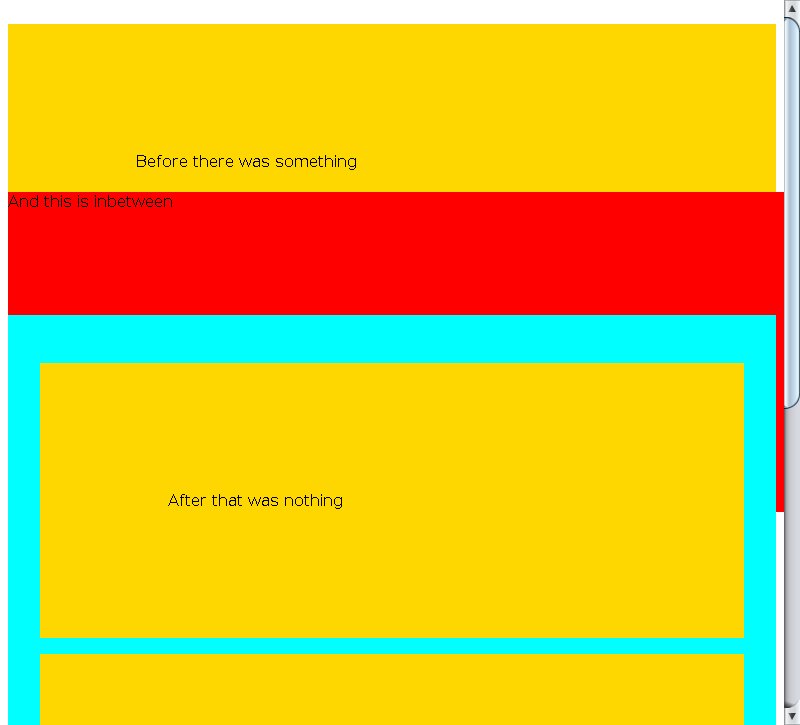 Before there was something
And this is inbetween
After that was nothing